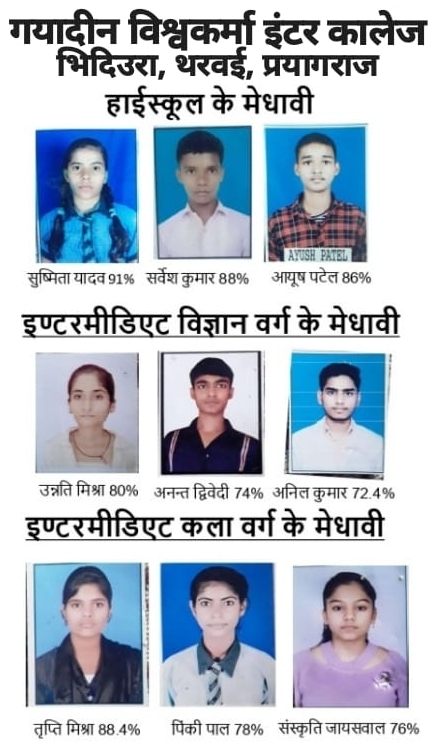 गयादीन विश्वकर्मा इंटर कालेज
भिदिउरा, थरवई, प्रयागराज
हाईस्कूल के मेधावी
AYUSH PATEL
सुष्मिता यादव 91% सर्वेश कुमार 88% आयूष पटेल 86%
इण्टरमीडिएट विज्ञान वर्ग के मेधावी
उन्नति मिश्रा 80% अनन्त द्विवेदी 74% अनिल कुमार 72.4%
इण्टरमीडिएट कला वर्ग के मेधावी
तृप्ति मिश्रा 88.4% पिंकी पाल 78% संस्कृति जायसवाल 76%